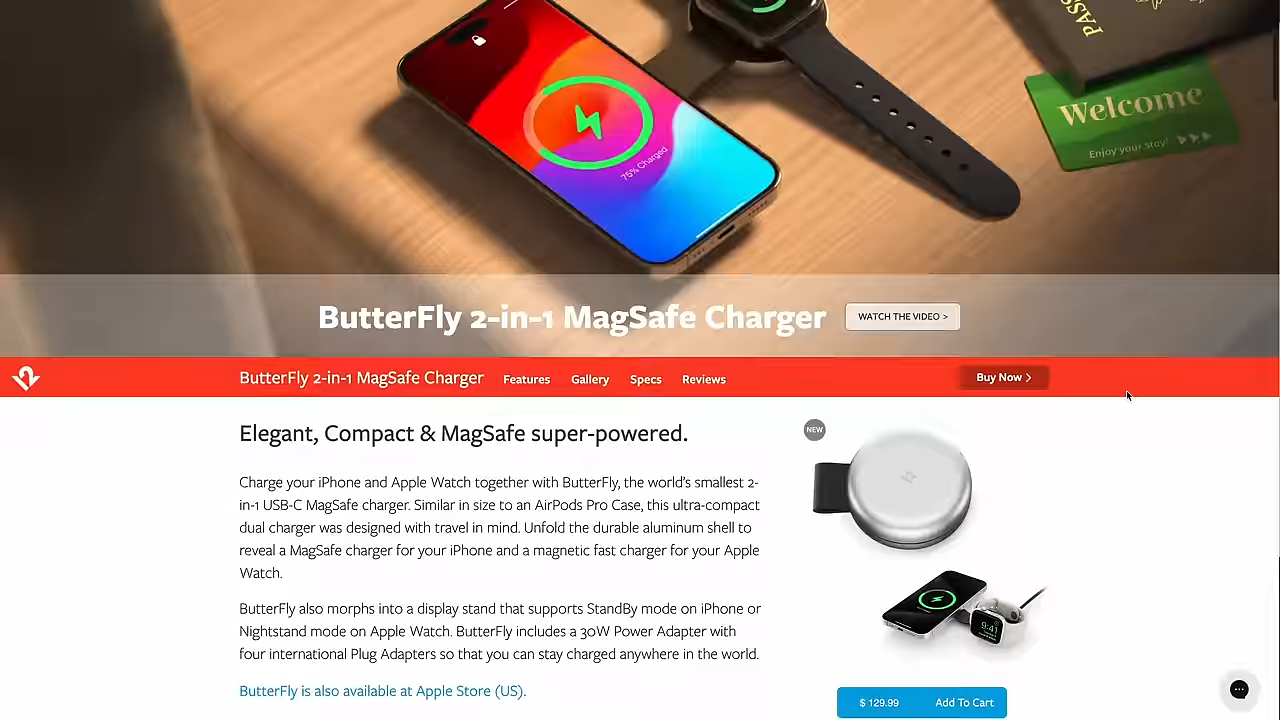 PASS
Welcome
Enjoy your stay!
75% Charged
ButterFly 2-in-1 MagSafe Charger
WATCH THE VIDEO >
ButterFly 2-in-1 MagSafe Charger
Features
Gallery
Specs
Reviews
Buy Now >
Elegant, Compact & MagSafe super-powered.
NEW
Charge your iPhone and Apple Watch together with ButterFly, the world's smallest 2-
in-1 USB-C MagSafe charger. Similar in size to an AirPods Pro Case, this ultra-compact
dual charger was designed with travel in mind. Unfold the durable aluminum shell to
reveal a MagSafe charger for your iPhone and a magnetic fast charger for your Apple
Watch.
ButterFly also morphs into a display stand that supports StandBy mode on iPhone or
Nightstand mode on Apple Watch. ButterFly includes a 30W Power Adapter with
four international Plug Adapters so that you can stay charged anywhere in the world.
9:41
ButterFly is also available at Apple Store (US).
$ 129.99
Add To Cart